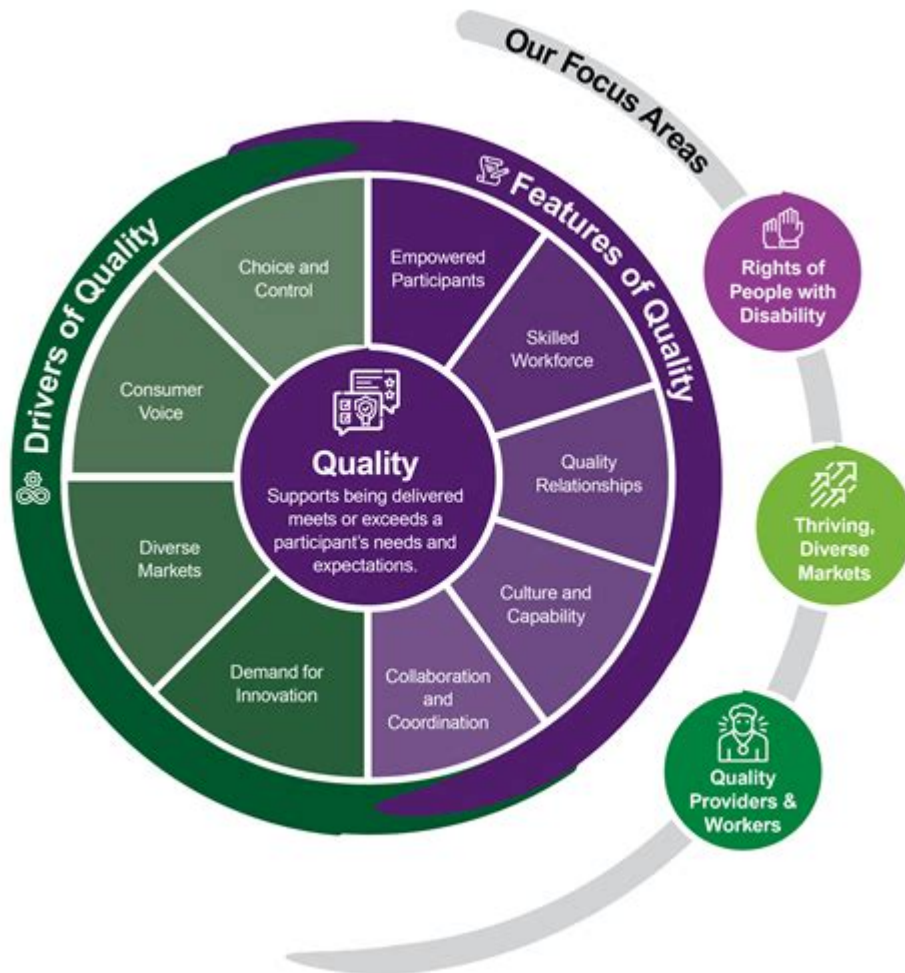 Our Focus Areas
Drivers of Quality
Features of Quality
Choice and
Control
Empowered
Participants
Skilled
Workforce
Consumer
Voice
Quality
Relationships
Diverse
Markets
Culture and
Capability
Demand for
Innovation
Collaboration
and
Coordination
Quality
Supports being delivered
meets or exceeds a
participant's needs and
expectations.
Rights of
People with
Disability
Thriving,
Diverse
Markets
Quality
Providers &
Workers